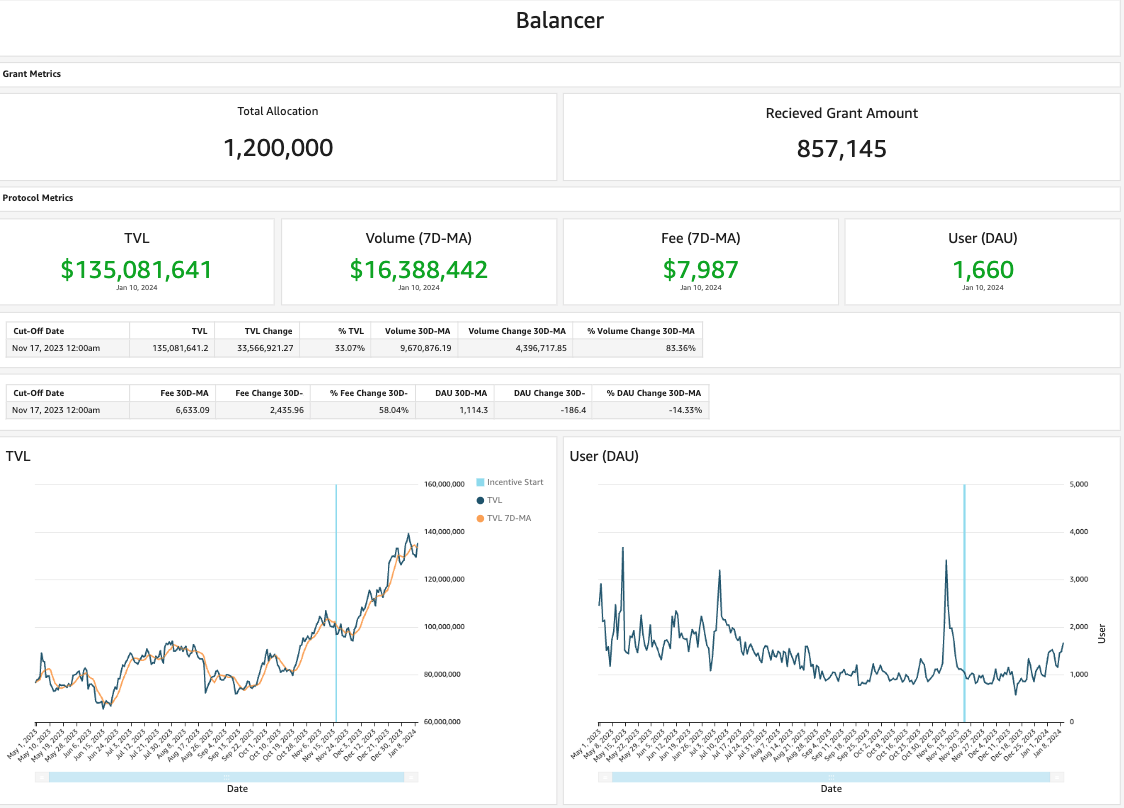 Balancer
Grant Metrics
Total Allocation
1,200,000
Recieved Grant Amount
857,145
Protocol Metrics
TVL
$135,081,641
Jan 10, 2024
Volume (7D-MA)
$16,388,442
Jan 10, 2024
Fee (7D-MA)
$7,987
Jan 10, 2024
User (DAU)
1,660
Jan 10, 2024
Cut-Off Date TVL TVL Change % TVL Volume 30D-MA Volume Change 30D-MA % Volume Change 30D-MA
Nov 17, 2023 12:00am 135,081,641.2 33,566,921.27 33.07% 9,670,876.19 4,396,717.85 83.36%
Cut-Off Date Fee 30D-MA Fee Change 30D- % Fee Change 30D- DAU 30D-MA DAU Change 30D- % DAU Change 30D-MA
Nov 17, 2023 12:00am 6,633.09 2,435.96 58.04% 1,114.3 -186.4 -14.33%
TVL
160,000,000
140,000,000
120,000,000
100,000,000
80,000,000
60,000,000
Incentive Start
TVL
TVL 7D-MA
May 1, 2023
May 10, 2023
May 19, 2023
May 28, 2023
Jun 6, 2023
Jun 15, 2023
Jun 24, 2023
Jul 3, 2023
Jul 12, 2023
Jul 21, 2023
Jul 30, 2023
Aug 8, 2023
Aug 17, 2023
Aug 26, 2023
Sep 4, 2023
Sep 13, 2023
Sep 22, 2023
Oct 1, 2023
Oct 10, 2023
Oct 19, 2023
Oct 28, 2023
Nov 6, 2023
Nov 15, 2023
Nov 24, 2023
Dec 3, 2023
Dec 12, 2023
Dec 21, 2023
Dec 30, 2023
Jan 8, 2024
Date
User (DAU)
5,000
4,000
3,000
2,000
1,000
0
User
May 1, 2023
May 8, 2023
May 15, 2023
May 22, 2023
May 29, 2023
Jun 5, 2023
Jun 12, 2023
Jun 19, 2023
Jun 26, 2023
Jul 3, 2023
Jul 10, 2023
Jul 17, 2023
Jul 24, 2023
Jul 31, 2023
Aug 7, 2023
Aug 14, 2023
Aug 21, 2023
Aug 28, 2023
Sep 4, 2023
Sep 11, 2023
Sep 18, 2023
Sep 25, 2023
Oct 2, 2023
Oct 9, 2023
Oct 16, 2023
Oct 23, 2023
Oct 30, 2023
Nov 6, 2023
Nov 13, 2023
Nov 20, 2023
Nov 27, 2023
Dec 4, 2023
Dec 11, 2023
Dec 18, 2023
Dec 25, 2023
Jan 1, 2024
Jan 8, 2024
Date